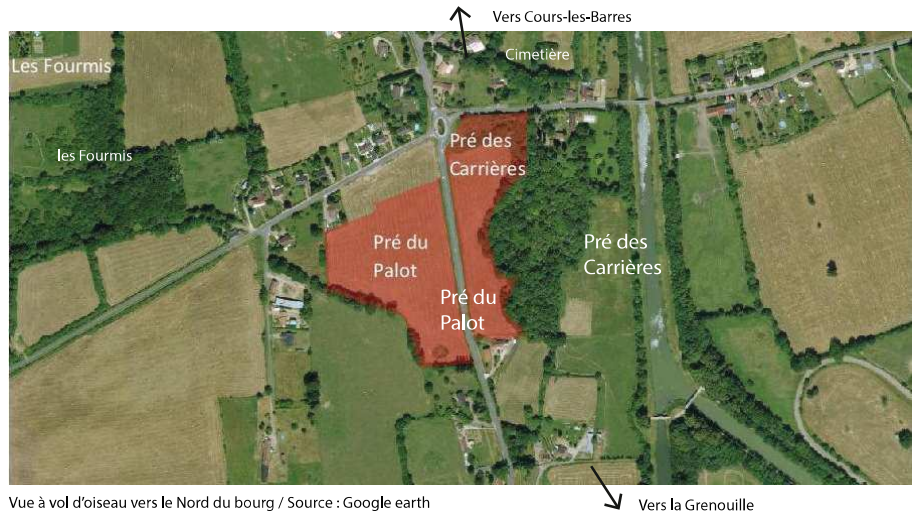 Vers Cours-les-Barres
Cimetière
Les Fourmis
les Fourmis
Pré des
Carrières
Pré du
Palot
Pré des
Carrières
Pré du
Palot
Vue à vol d'oiseau vers le Nord du bourg / Source : Google earth
Vers la Grenouille